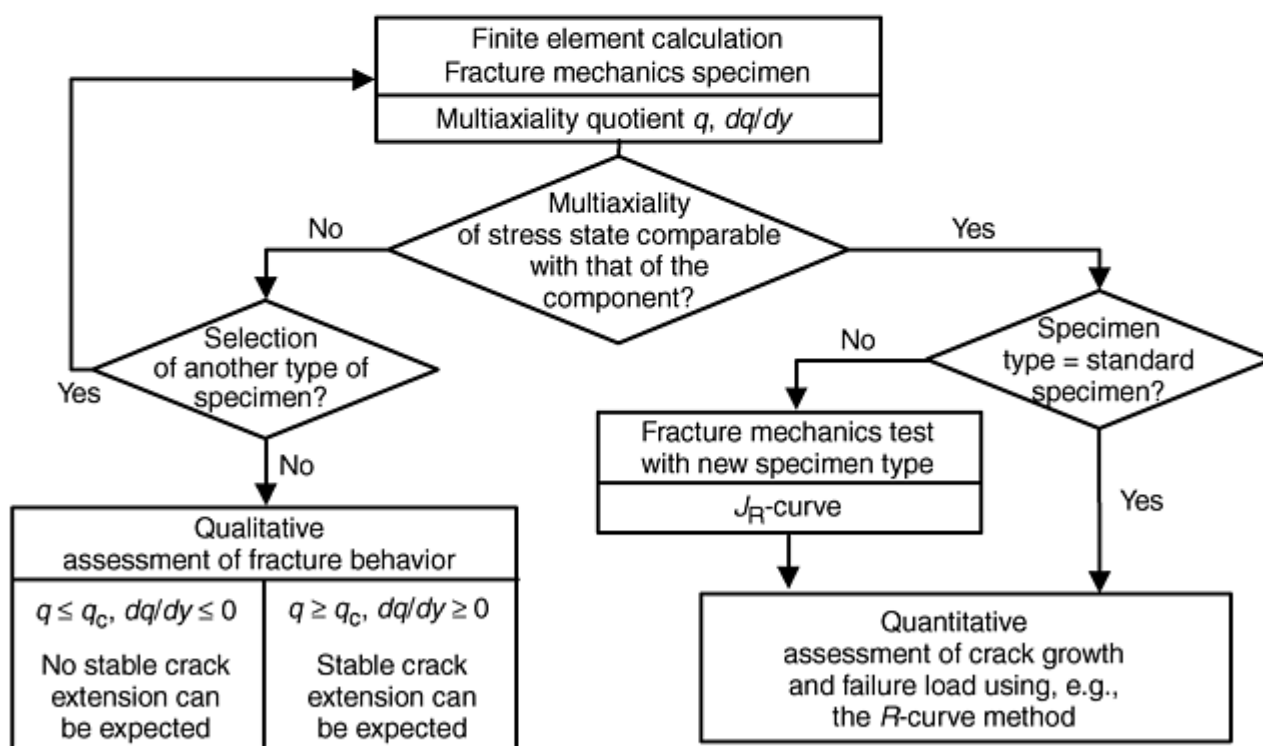 Finite element calculation
Fracture mechanics specimen
Multiaxiality quotient q, dq/dy
Multiaxiality
of stress state comparable
with that of the
component?
No
Yes
Selection
of another type of
specimen?
Yes
No
Specimen
type = standard
specimen?
No
Yes
Fracture mechanics test
with new specimen type
J_R-curve
Qualitative
assessment of fracture behavior
q ≤ q_c, dq/dy ≤ 0
No stable crack
extension can
be expected
q ≥ q_c, dq/dy ≥ 0
Stable crack
extension can
be expected
Quantitative
assessment of crack growth
and failure load using, e.g.,
the R-curve method